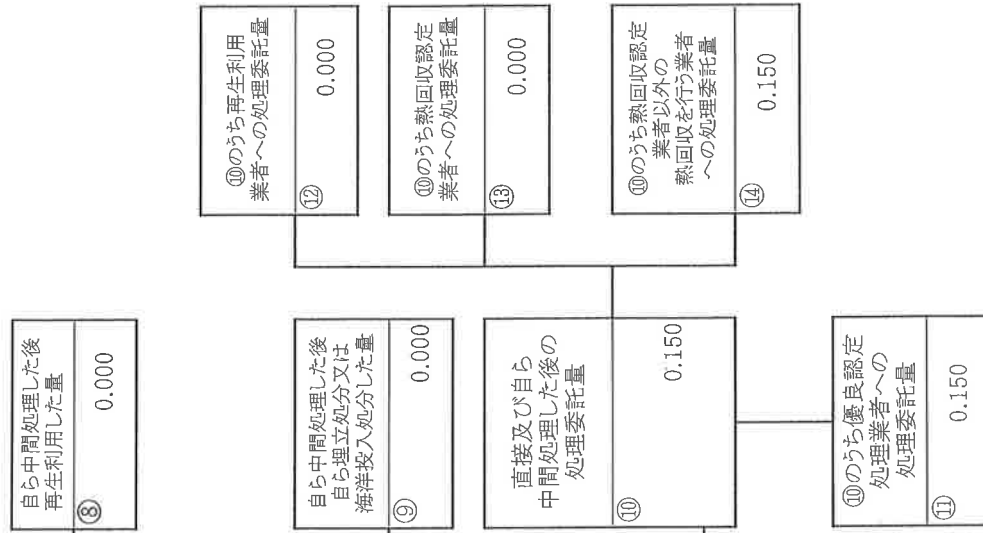 自ら中間処理した後
再生利用した量
⑧
0.000
自ら中間処理した後
自ら埋立処分又は
海洋投入処分した量
⑨
0.000
直接及び自ら
中間処理した後の
処理委託量
⑩
0.150
⑩のうち優良認定
処理業者への
処理委託量
⑪
0.150
⑩のうち再生利用
業者への処理委託量
⑫
0.000
⑩のうち熱回収認定
業者への処理委託量
⑬
0.000
⑩のうち熱回収認定
業者以外の
熱回収を行う業者
への処理委託量
⑭
0.150